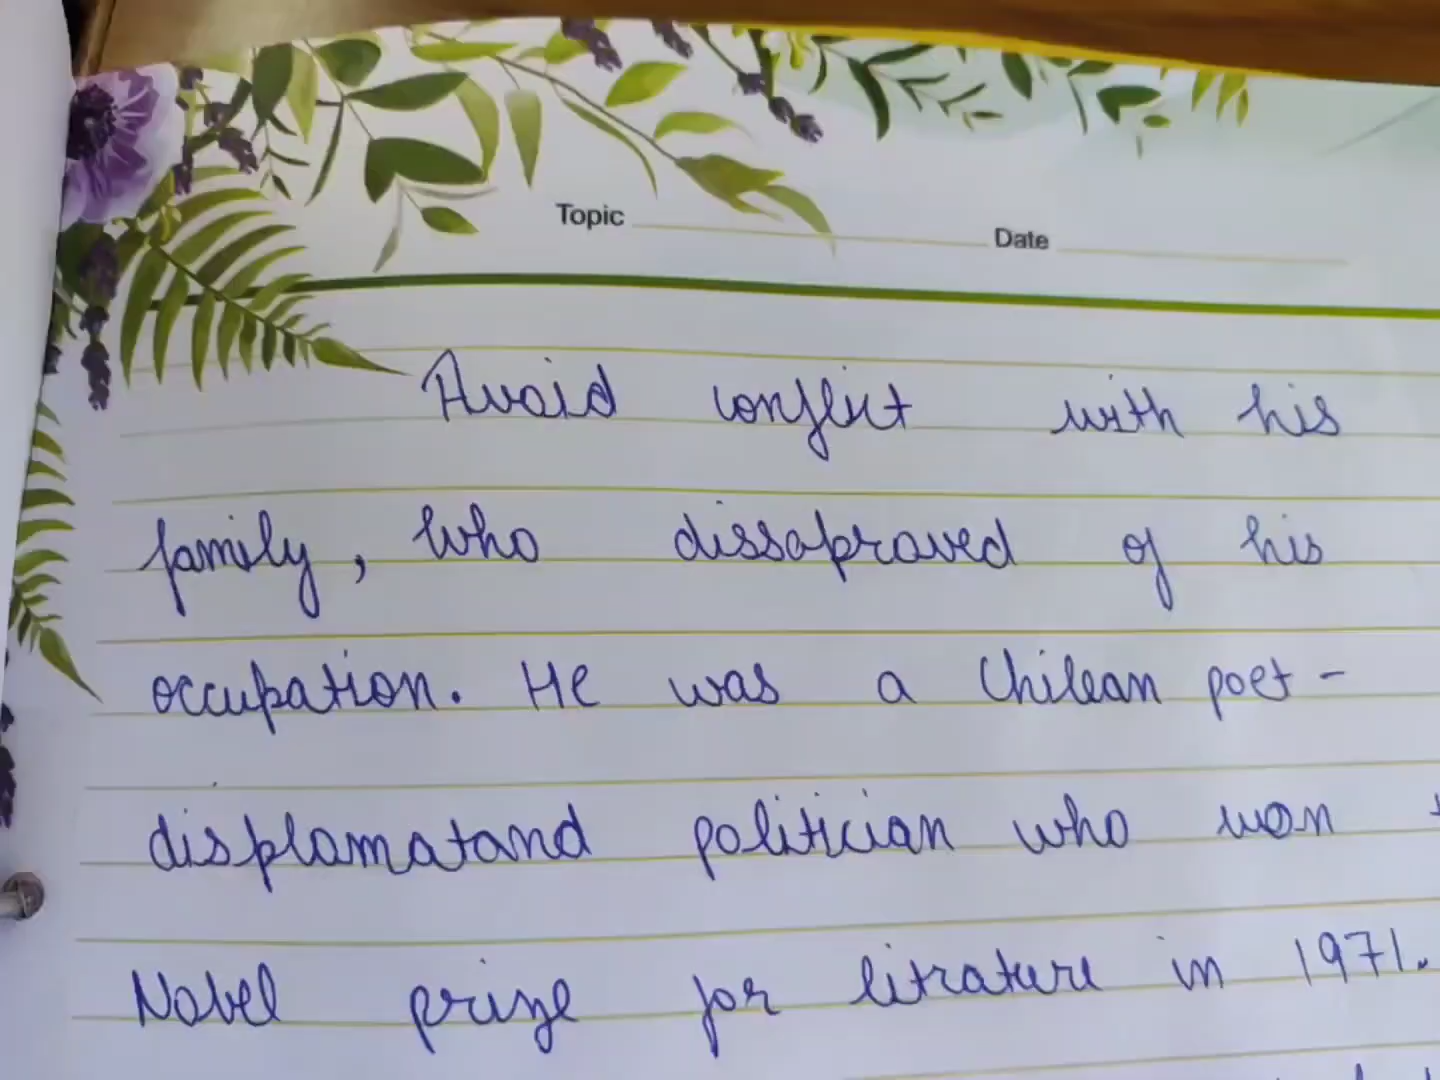 Topic Date
Avoid conflict with his
family, who dissaproved of his
occupation. He was a Chilean poet -
displamatand politician who won
Nobel prize for litrature in 1971.